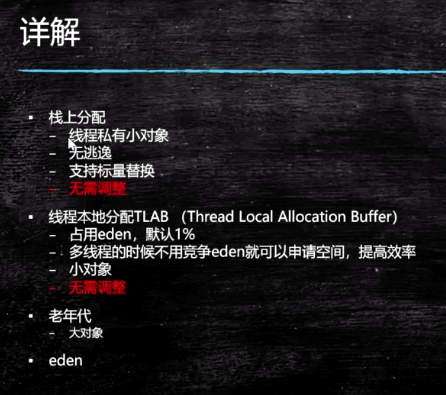 详解
▪ 栈上分配
– 线程私有小对象
– 无逃逸
– 支持标量替换
– 无需调整
▪ 线程本地分配TLAB （Thread Local Allocation Buffer）
– 占用eden，默认1%
– 多线程的时候不用竞争eden就可以申请空间，提高效率
– 小对象
– 无需调整
▪ 老年代
– 大对象
▪ eden